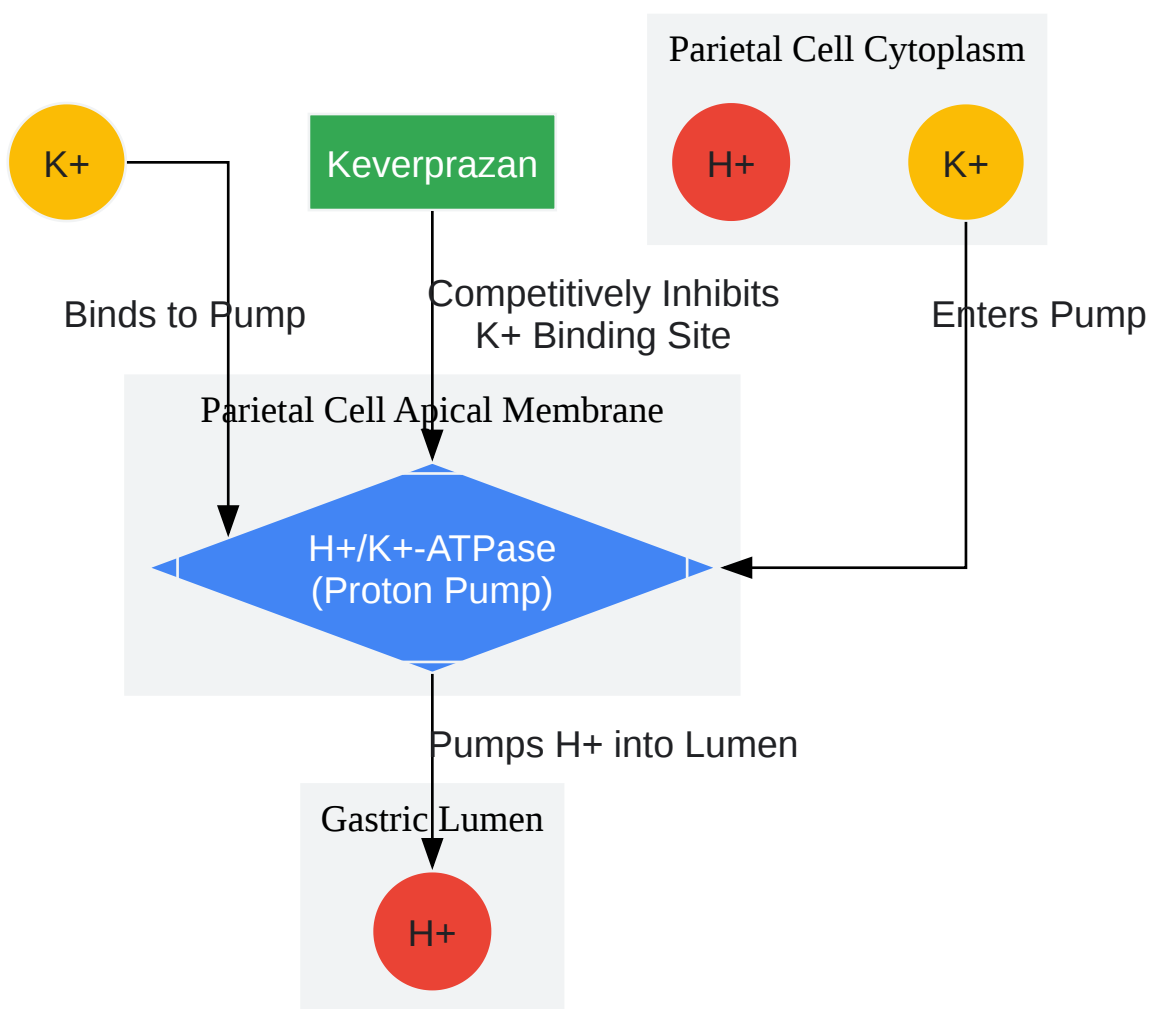 Parietal Cell Cytoplasm
K+
Keverprazan
H+
K+
Binds to Pump
Competitively Inhibits
K+ Binding Site
Enters Pump
Parietal Cell Apical Membrane
H+/K+-ATPase
(Proton Pump)
Pumps H+ into Lumen
Gastric Lumen
H+